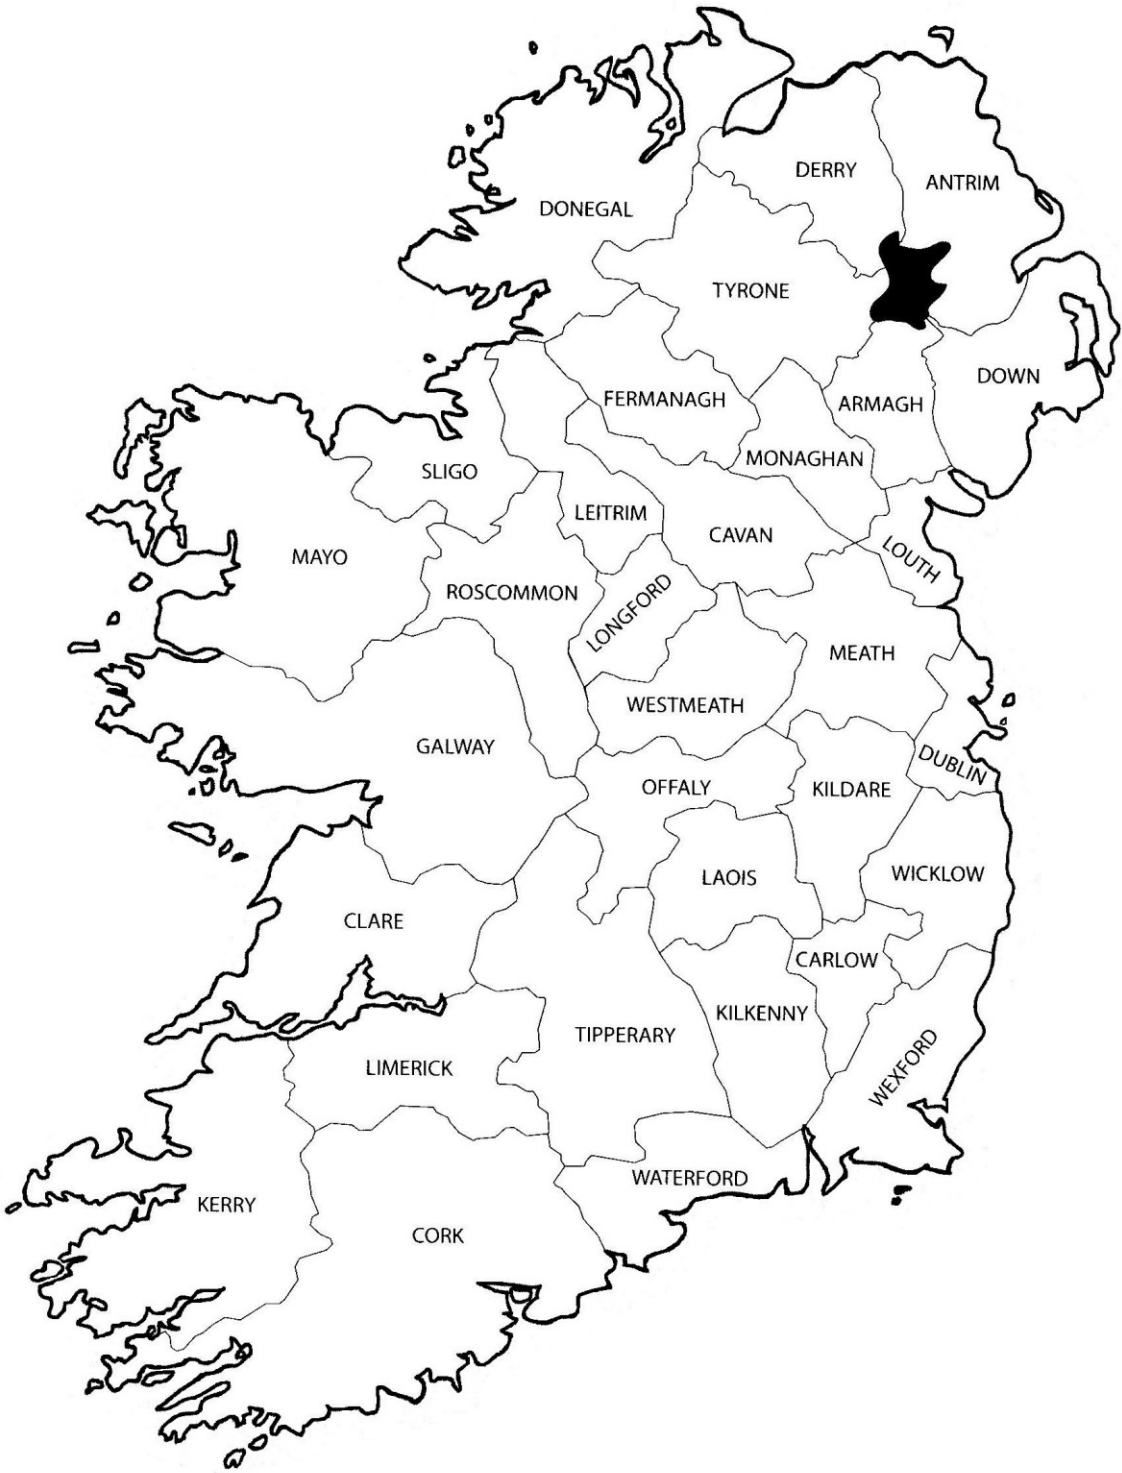 DERRY
ANTRIM
DONEGAL
TYRONE
DOWN
FERMANAGH
ARMAGH
MONAGHAN
SLIGO
LEITRIM
CAVAN
MAYO
LOUTH
ROSCOMMON
LONGFORD
MEATH
WESTMEATH
GALWAY
DUBLIN
OFFALY
KILDARE
LAOIS
WICKLOW
CLARE
CARLOW
KILKENNY
TIPPERARY
LIMERICK
WEXFORD
WATERFORD
KERRY
CORK